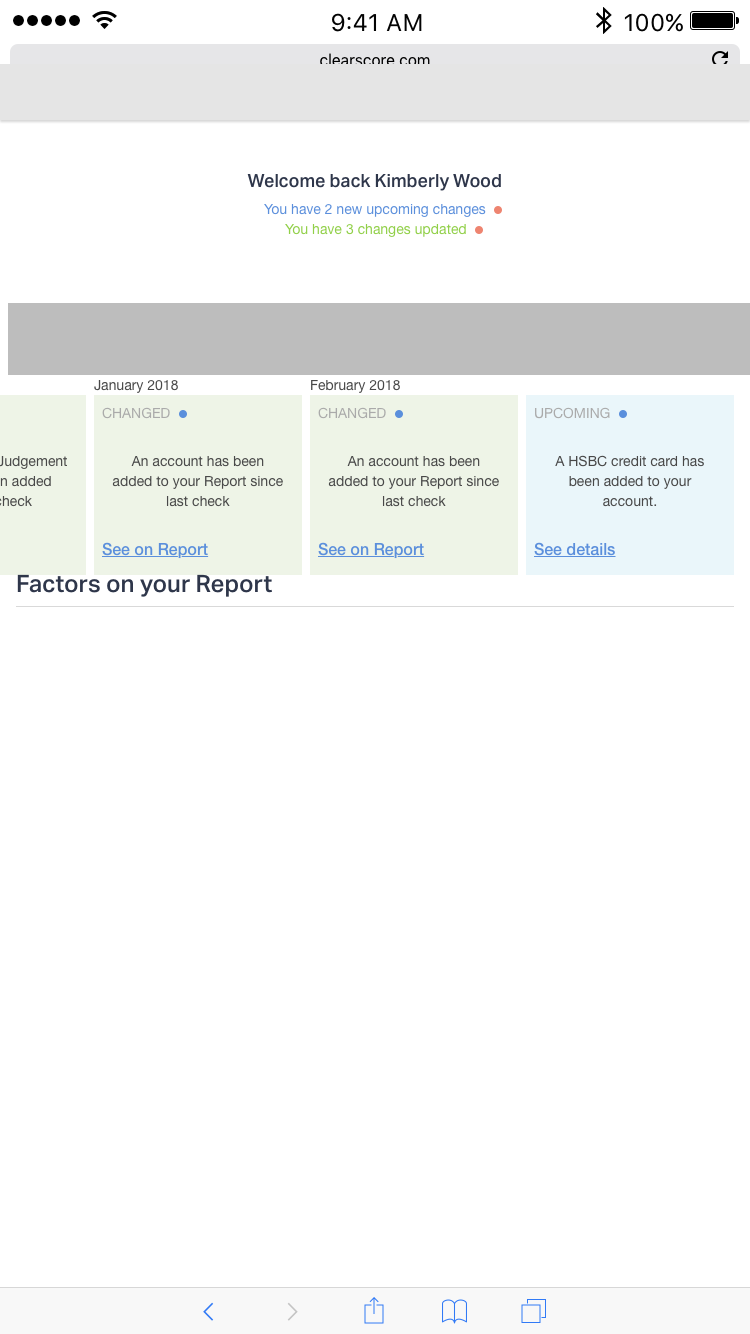 9:41 AM
100%
clearscore.com
Welcome back Kimberly Wood
You have 2 new upcoming changes
You have 3 changes updated
January 2018
February 2018
Judgement
n added
check
CHANGED
An account has been
added to your Report since
last check
See on Report
CHANGED
An account has been
added to your Report since
last check
See on Report
UPCOMING
A HSBC credit card has
been added to your
account.
See details
Factors on your Report